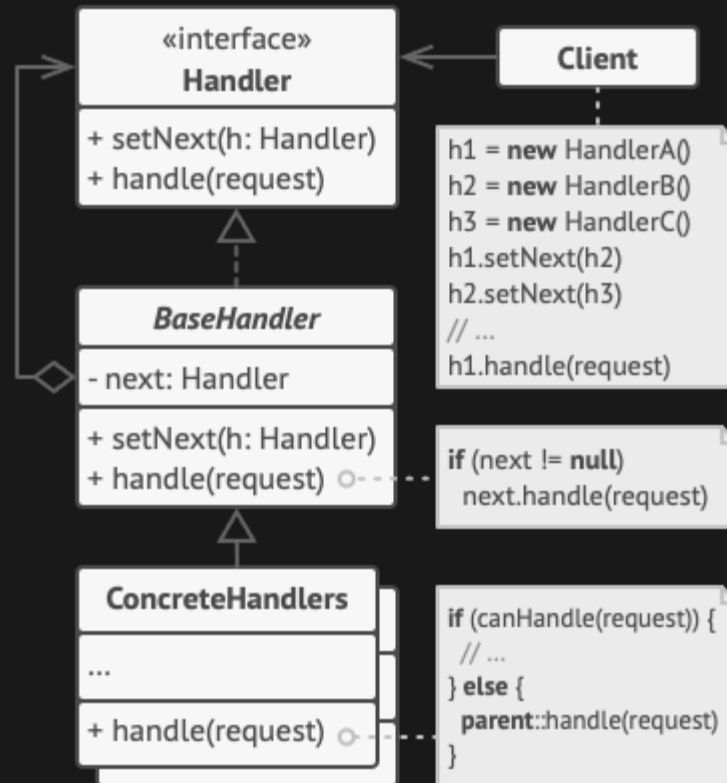 «interface»
Handler
+ setNext(h: Handler)
+ handle(request)
Client
h1 = new HandlerA()
h2 = new HandlerB()
h3 = new HandlerC()
h1.setNext(h2)
h2.setNext(h3)
// ...
h1.handle(request)
BaseHandler
- next: Handler
+ setNext(h: Handler)
+ handle(request)
if (next != null)
next.handle(request)
ConcreteHandlers
...
+ handle(request)
if (canHandle(request)) {
// ...
} else {
parent::handle(request)
}